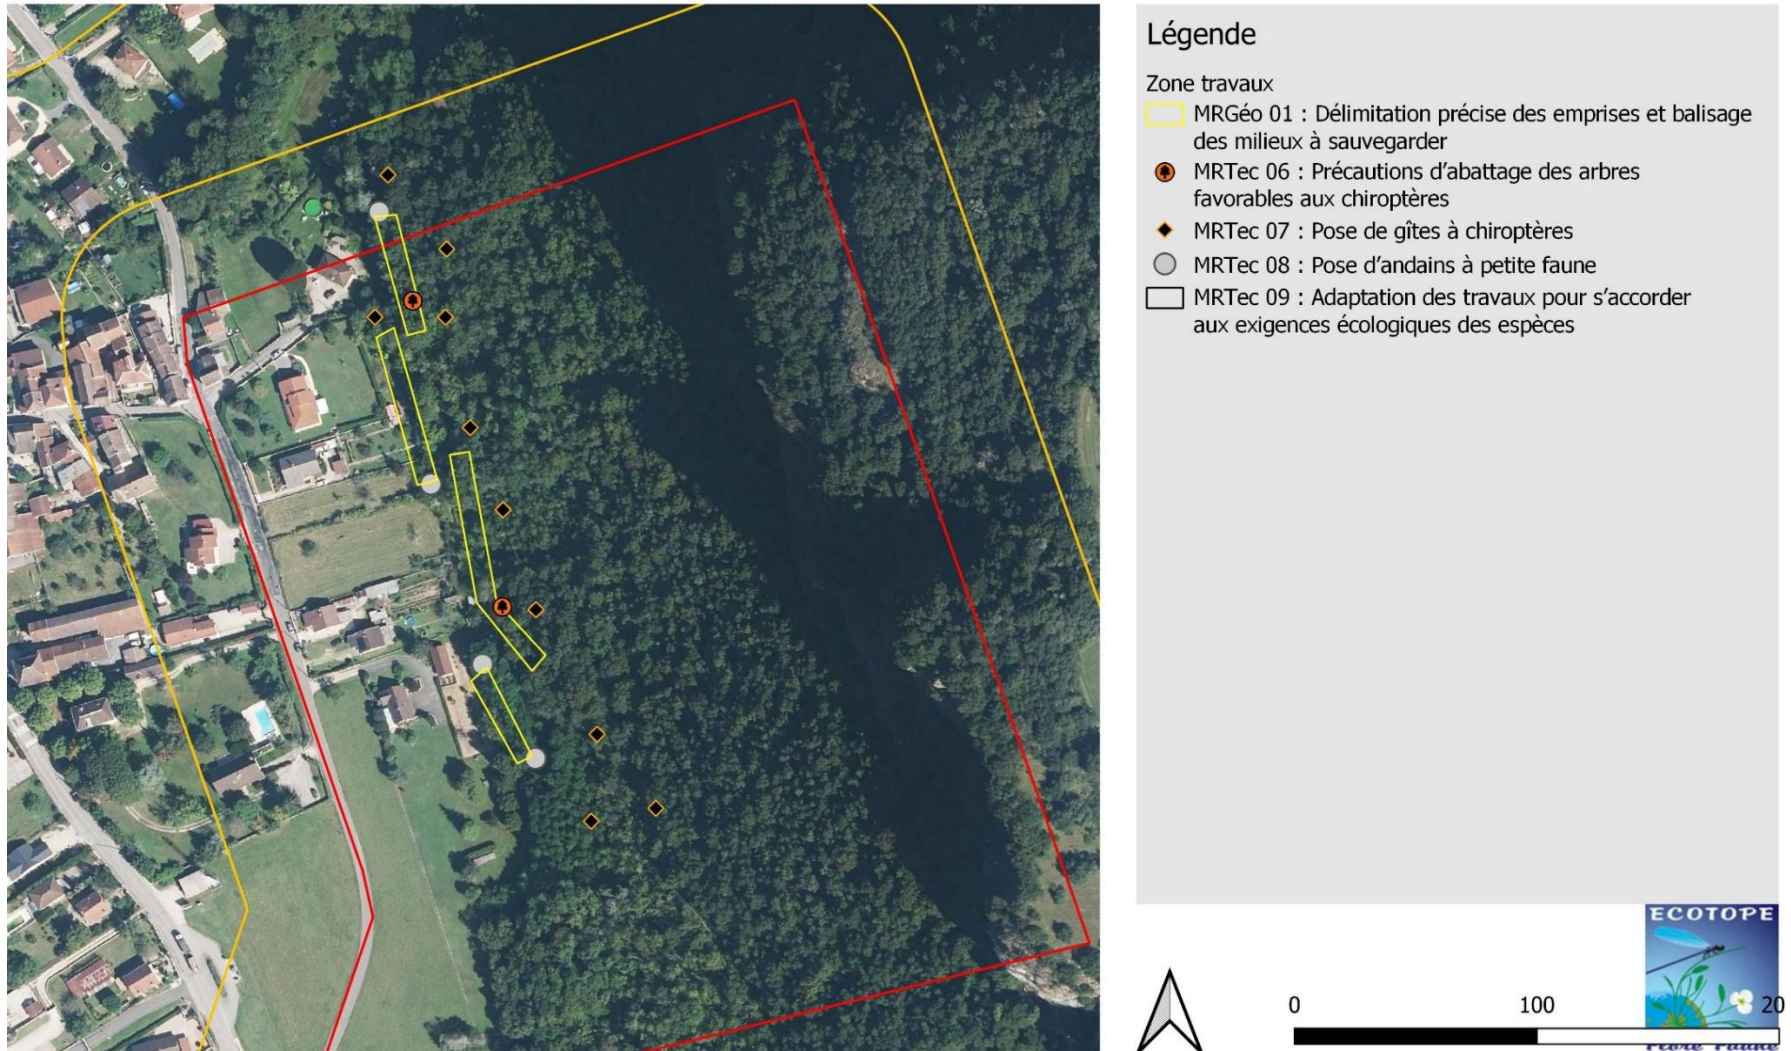 Légende
Zone travaux
MRGéo 01 : Délimitation précise des emprises et balisage
des milieux à sauvegarder
MRTec 06 : Précautions d'abattage des arbres
favorables aux chiroptères
MRTec 07 : Pose de gîtes à chiroptères
MRTec 08 : Pose d'andains à petite faune
MRTec 09 : Adaptation des travaux pour s'accorder
aux exigences écologiques des espèces
ECOTOPE
0 100 20